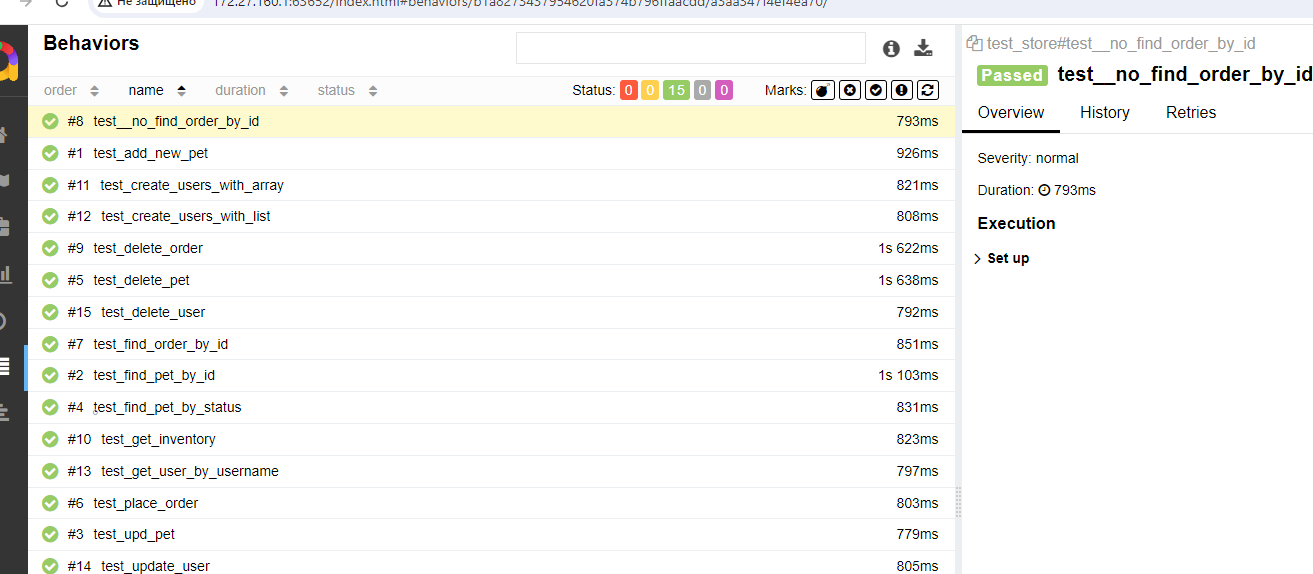 Не защищено 172.27.160.1:63652/index.html#behaviors/b1a8273437954620fa374b796ffaacdd/a3aa34714ef4ea70/
Behaviors
order name duration status Status: 0 0 15 0 0 Marks:
#8 test__no_find_order_by_id 793ms
#1 test_add_new_pet 926ms
#11 test_create_users_with_array 821ms
#12 test_create_users_with_list 808ms
#9 test_delete_order 1s 622ms
#5 test_delete_pet 1s 638ms
#15 test_delete_user 792ms
#7 test_find_order_by_id 851ms
#2 test_find_pet_by_id 1s 103ms
#4 test_find_pet_by_status 831ms
#10 test_get_inventory 823ms
#13 test_get_user_by_username 797ms
#6 test_place_order 803ms
#3 test_upd_pet 779ms
#14 test_update_user 805ms
test_store#test__no_find_order_by_id
Passed test__no_find_order_by_id
Overview History Retries
Severity: normal
Duration: 793ms
Execution
Set up